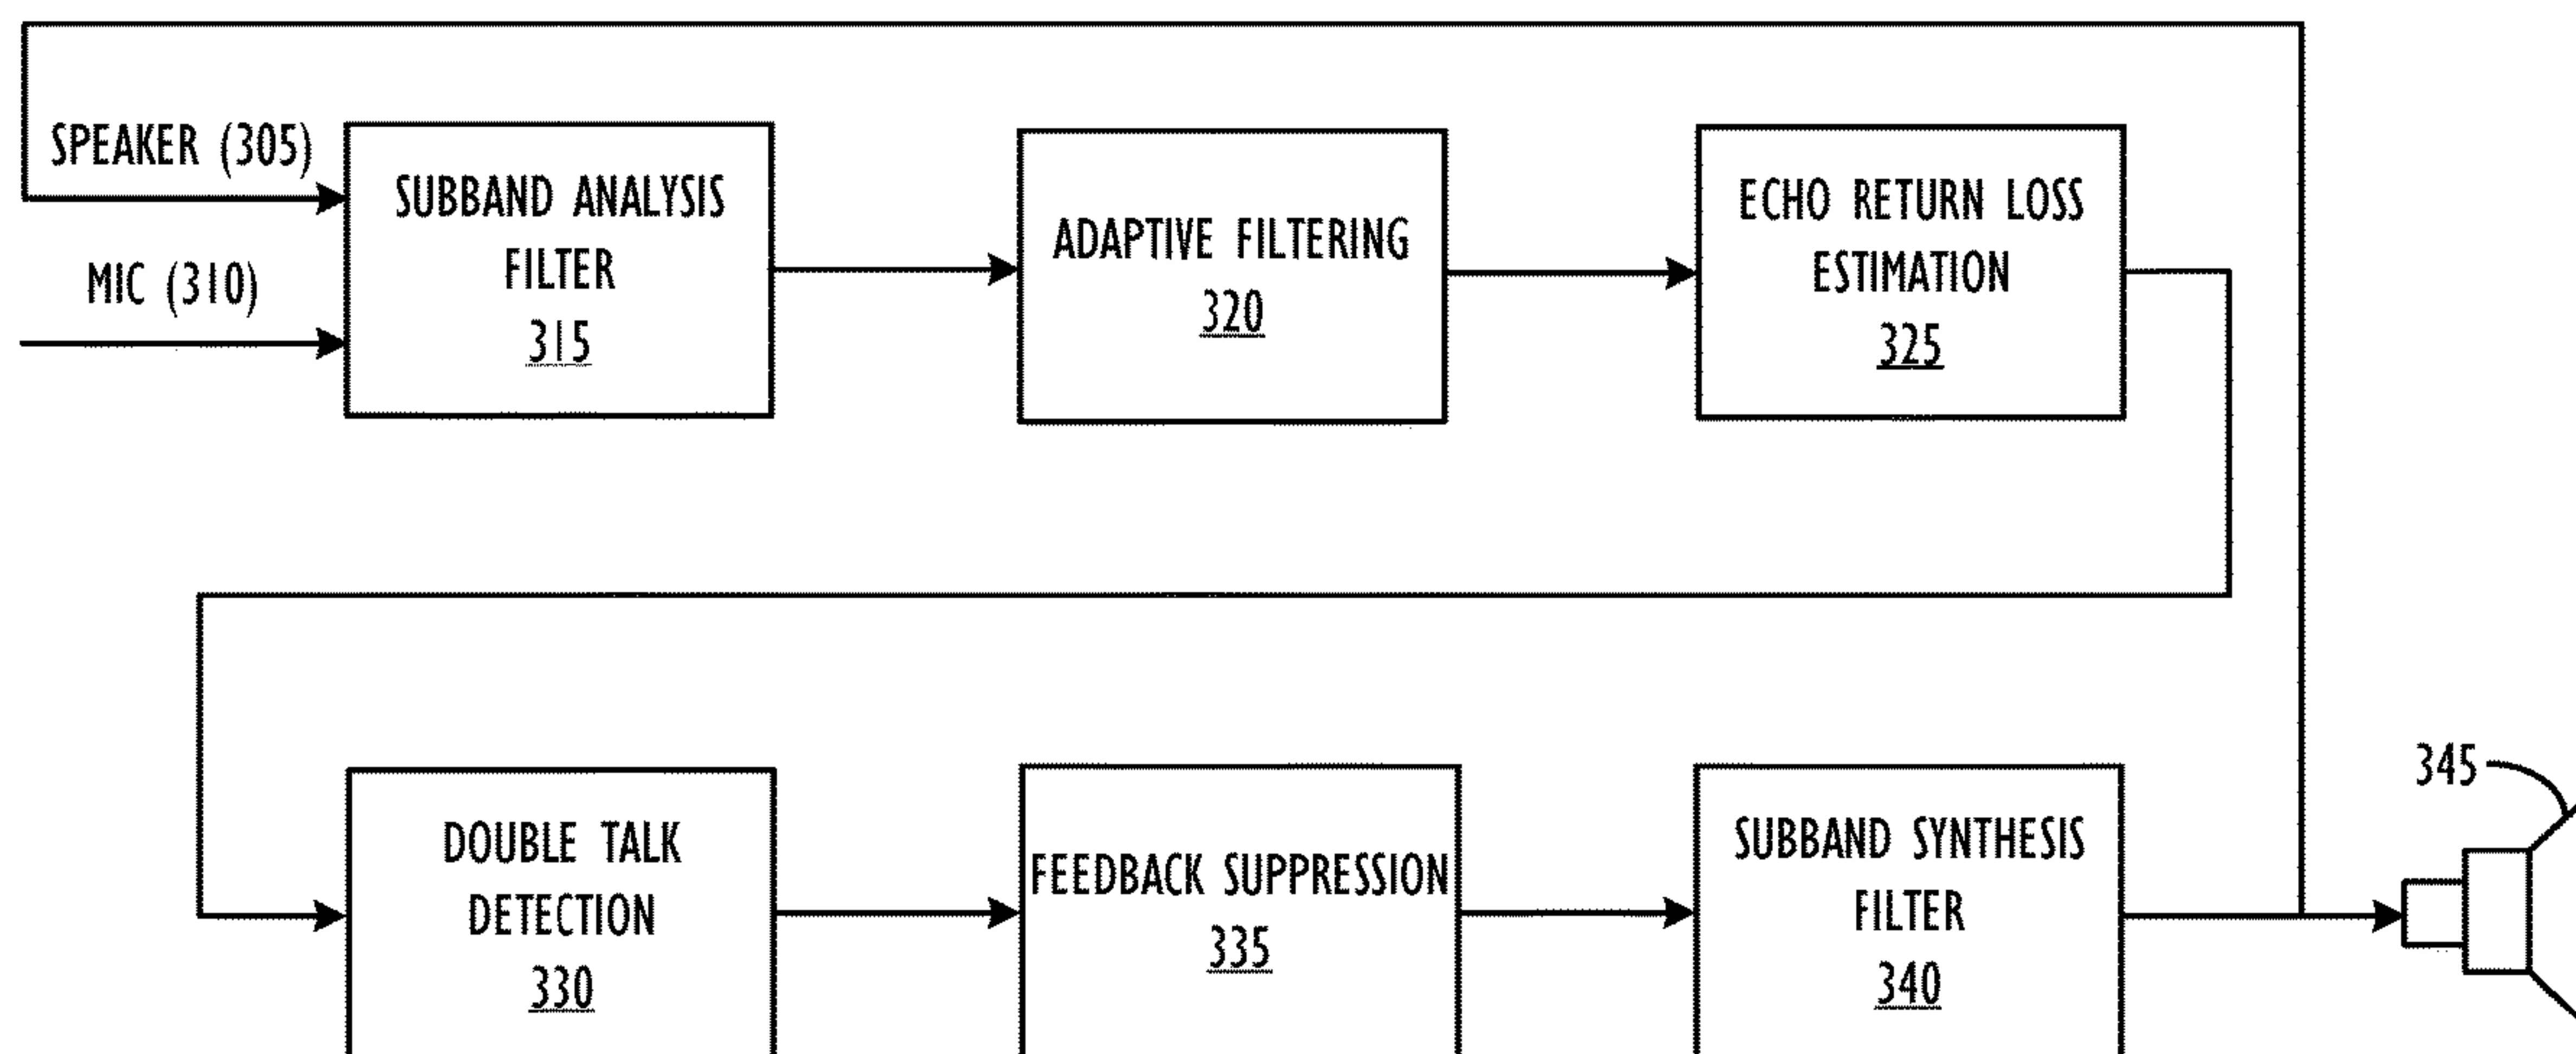 SPEAKER (305)
MIC (310)
SUBBAND ANALYSIS
FILTER
315
ADAPTIVE FILTERING
320
ECHO RETURN LOSS
ESTIMATION
325
DOUBLE TALK
DETECTION
330
FEEDBACK SUPPRESSION
335
SUBBAND SYNTHESIS
FILTER
340
345